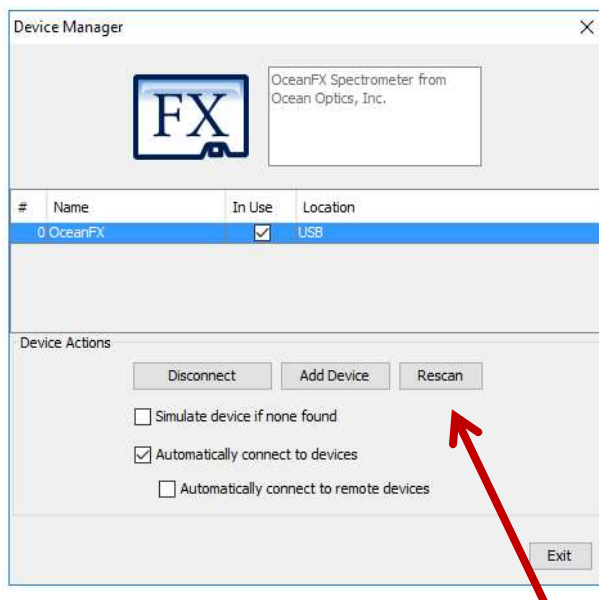 Device Manager
FX
OceanFX Spectrometer from
Ocean Optics, Inc.
# Name In Use Location
0 OceanFX USB
Device Actions
Disconnect Add Device Rescan
Simulate device if none found
Automatically connect to devices
Automatically connect to remote devices
Exit